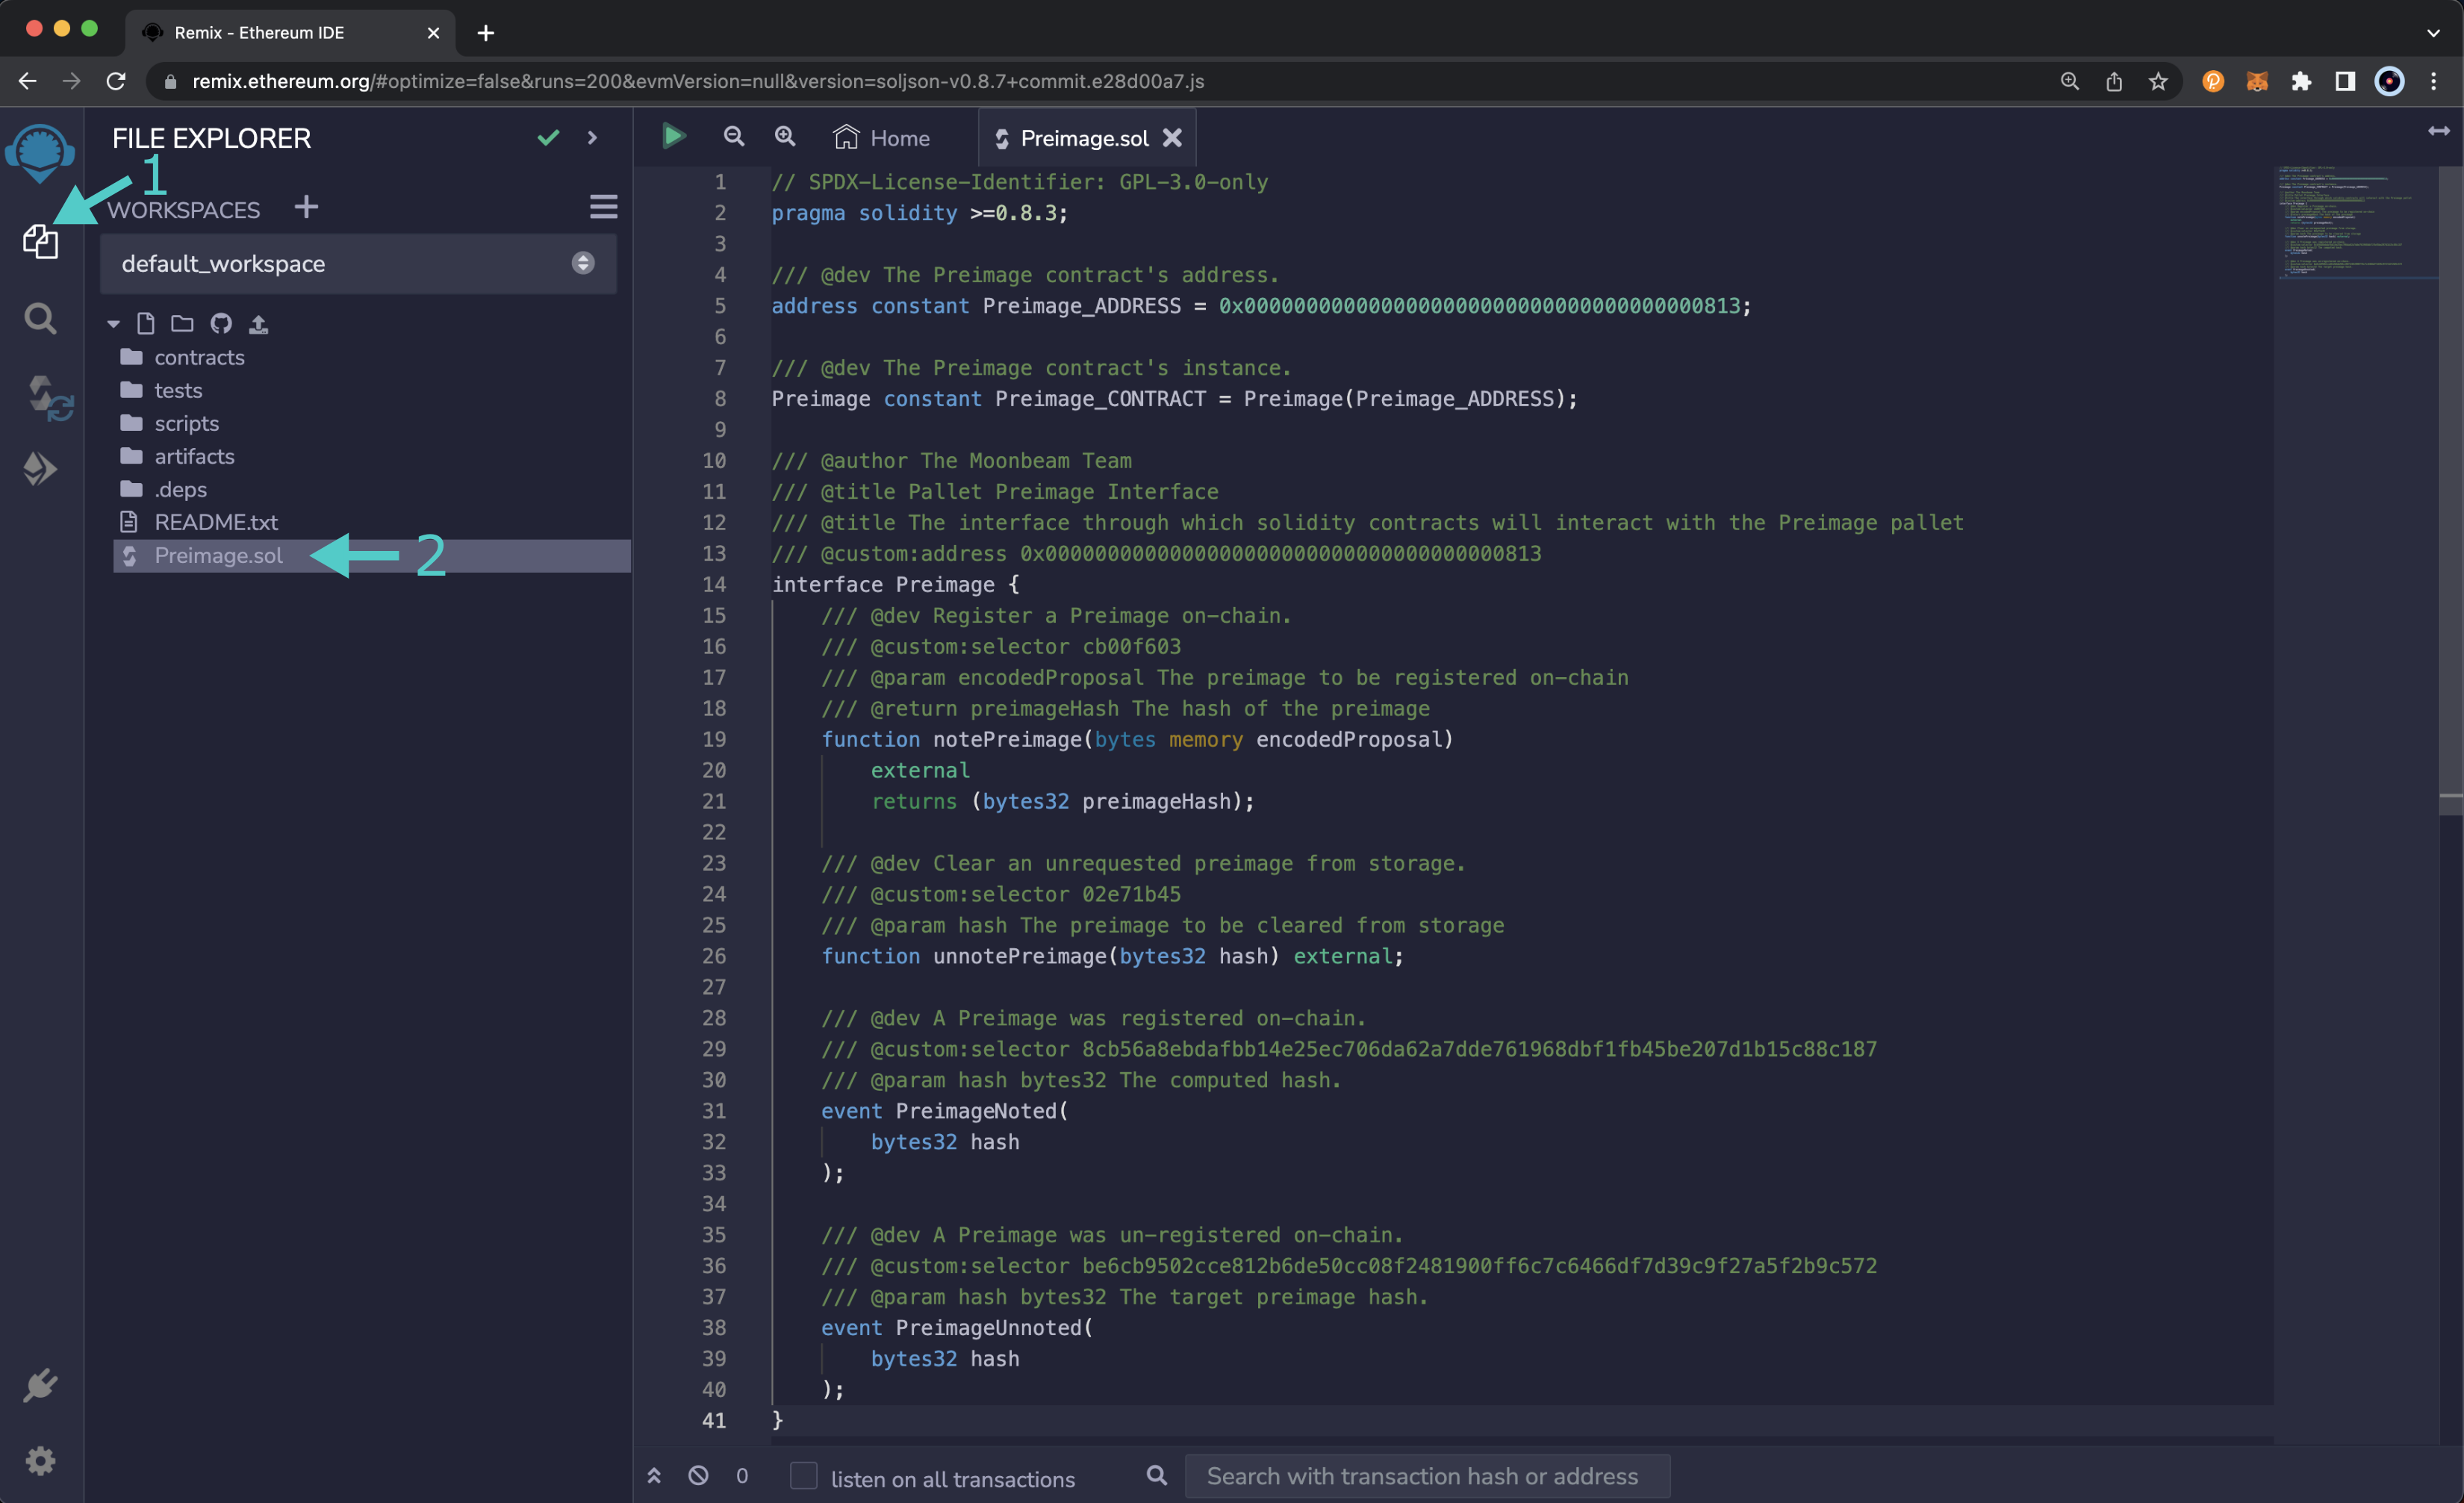 Remix - Ethereum IDE
remix.ethereum.org/#optimize=false&runs=200&evmVersion=null&version=soljson-v0.8.7+commit.e28d00a7.js
FILE EXPLORER
1
WORKSPACES
default_workspace
contracts
tests
scripts
artifacts
.deps
README.txt
Preimage.sol 2
Home
Preimage.sol
1 // SPDX-License-Identifier: GPL-3.0-only
2 pragma solidity >=0.8.3;
3
4 /// @dev The Preimage contract's address.
5 address constant Preimage_ADDRESS = 0x0000000000000000000000000000000000000813;
6
7 /// @dev The Preimage contract's instance.
8 Preimage constant Preimage_CONTRACT = Preimage(Preimage_ADDRESS);
9
10 /// @author The Moonbeam Team
11 /// @title Pallet Preimage Interface
12 /// @title The interface through which solidity contracts will interact with the Preimage pallet
13 /// @custom:address 0x0000000000000000000000000000000000000813
14 interface Preimage {
15 /// @dev Register a Preimage on-chain.
16 /// @custom:selector cb00f603
17 /// @param encodedProposal The preimage to be registered on-chain
18 /// @return preimageHash The hash of the preimage
19 function notePreimage(bytes memory encodedProposal)
20 external
21 returns (bytes32 preimageHash);
22
23 /// @dev Clear an unrequested preimage from storage.
24 /// @custom:selector 02e71b45
25 /// @param hash The preimage to be cleared from storage
26 function unnotePreimage(bytes32 hash) external;
27
28 /// @dev A Preimage was registered on-chain.
29 /// @custom:selector 8cb56a8ebdafbb14e25ec706da62a7dde761968dbf1fb45be207d1b15c88c187
30 /// @param hash bytes32 The computed hash.
31 event PreimageNoted(
32 bytes32 hash
33 );
34
35 /// @dev A Preimage was un-registered on-chain.
36 /// @custom:selector be6cb9502cce812b6de50cc08f2481900ff6c7c6466df7d39c9f27a5f2b9c572
37 /// @param hash bytes32 The target preimage hash.
38 event PreimageUnnoted(
39 bytes32 hash
40 );
41 }
0 listen on all transactions
Search with transaction hash or address